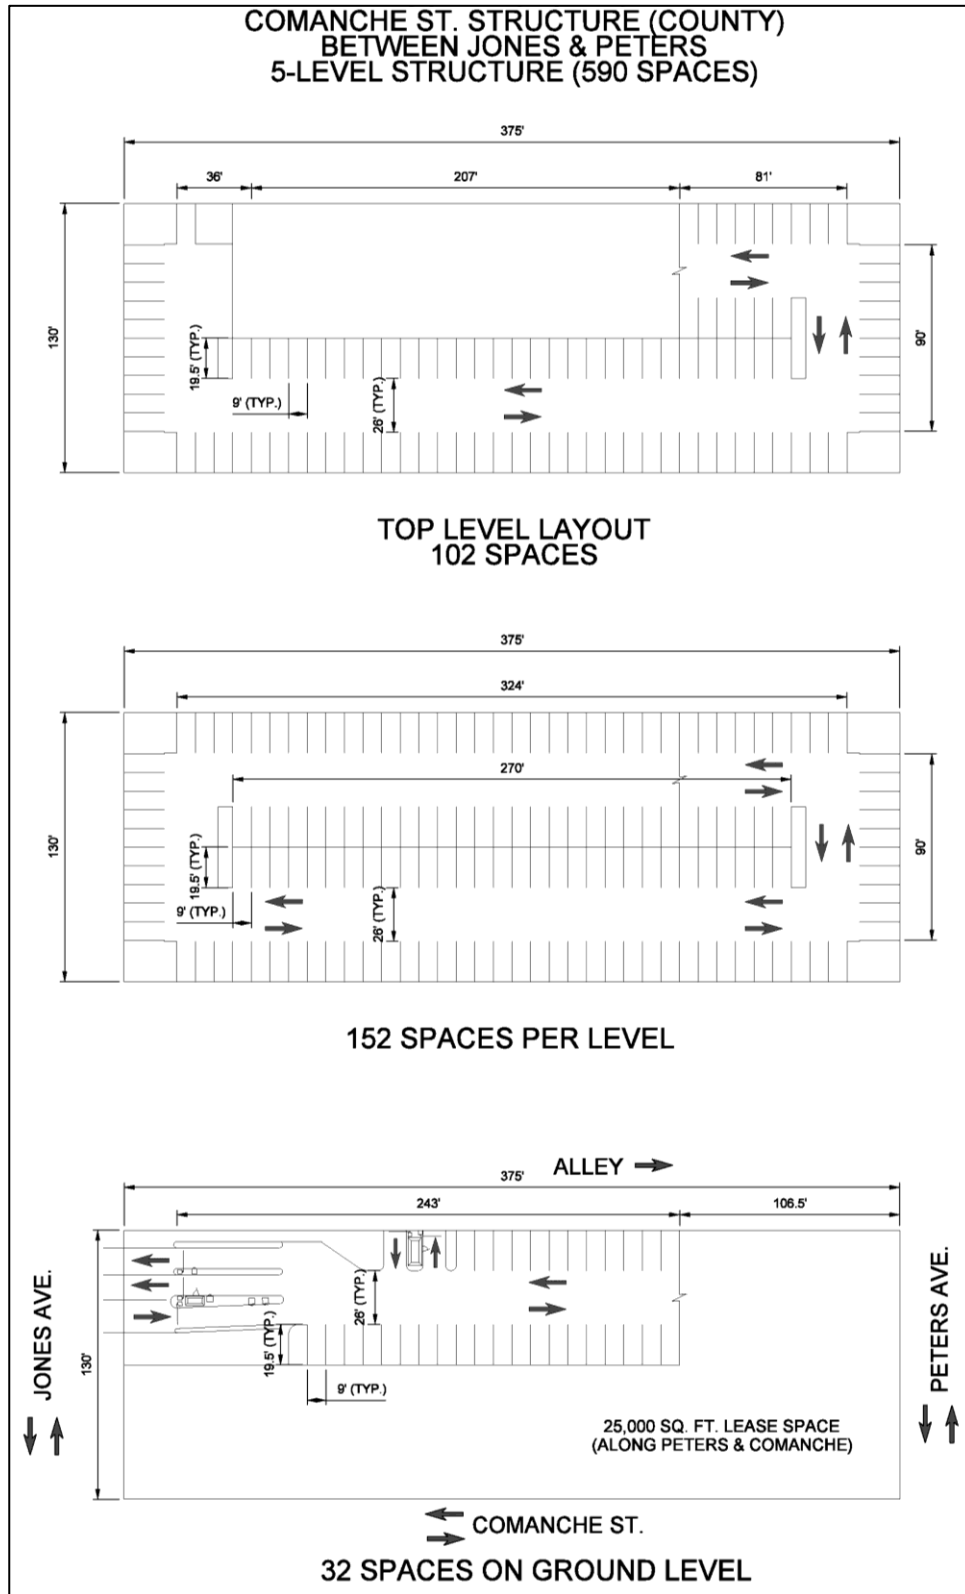 COMANCHE ST. STRUCTURE (COUNTY)
BETWEEN JONES & PETERS
5-LEVEL STRUCTURE (590 SPACES)
375'
36'
207'
81'
130'
90'
19.5' (TYP.)
9' (TYP.)
26' (TYP.)
TOP LEVEL LAYOUT
102 SPACES
375'
324'
270'
130'
90'
19.5' (TYP.)
9' (TYP.)
26' (TYP.)
152 SPACES PER LEVEL
ALLEY
375'
243'
106.5'
JONES AVE.
130'
26' (TYP.)
19.5' (TYP.)
9' (TYP.)
PETERS AVE.
25,000 SQ. FT. LEASE SPACE
(ALONG PETERS & COMANCHE)
COMANCHE ST.
32 SPACES ON GROUND LEVEL